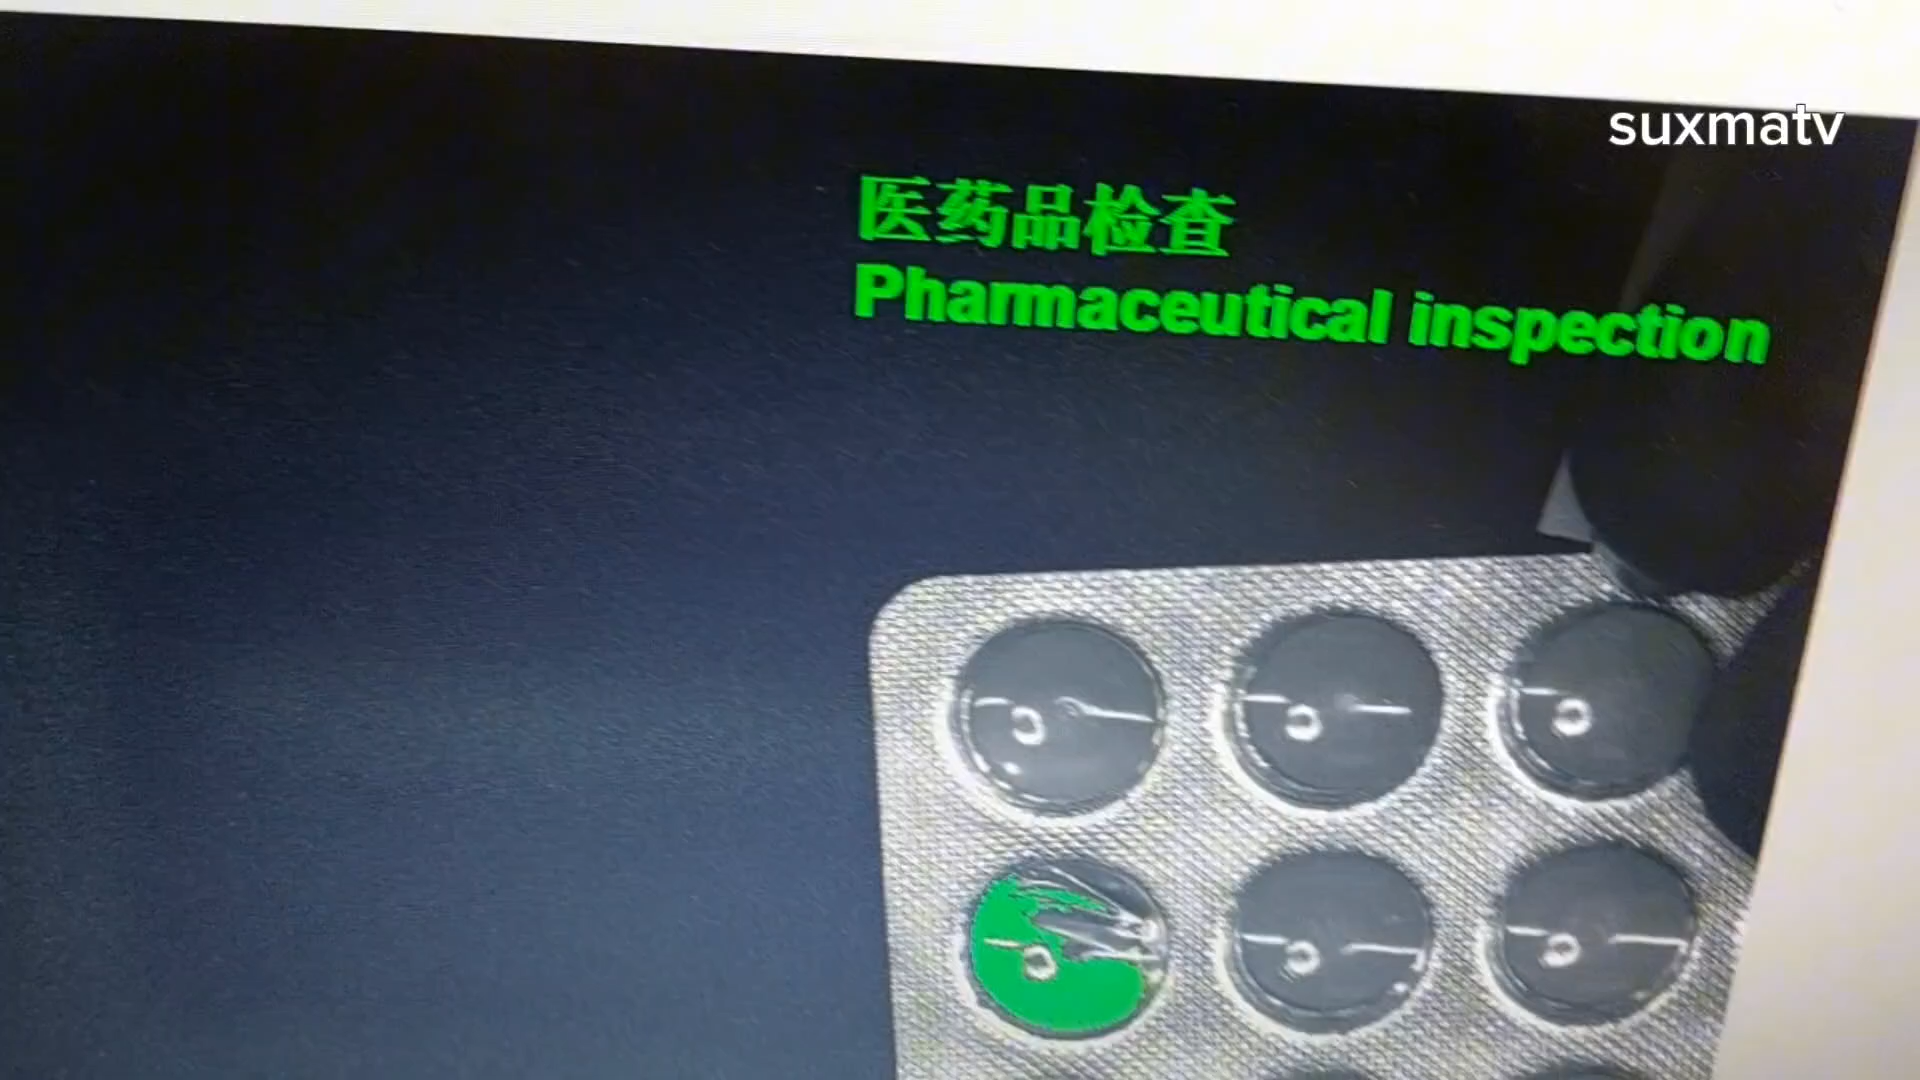 suxmatv
医药品检查
Pharmaceutical inspection